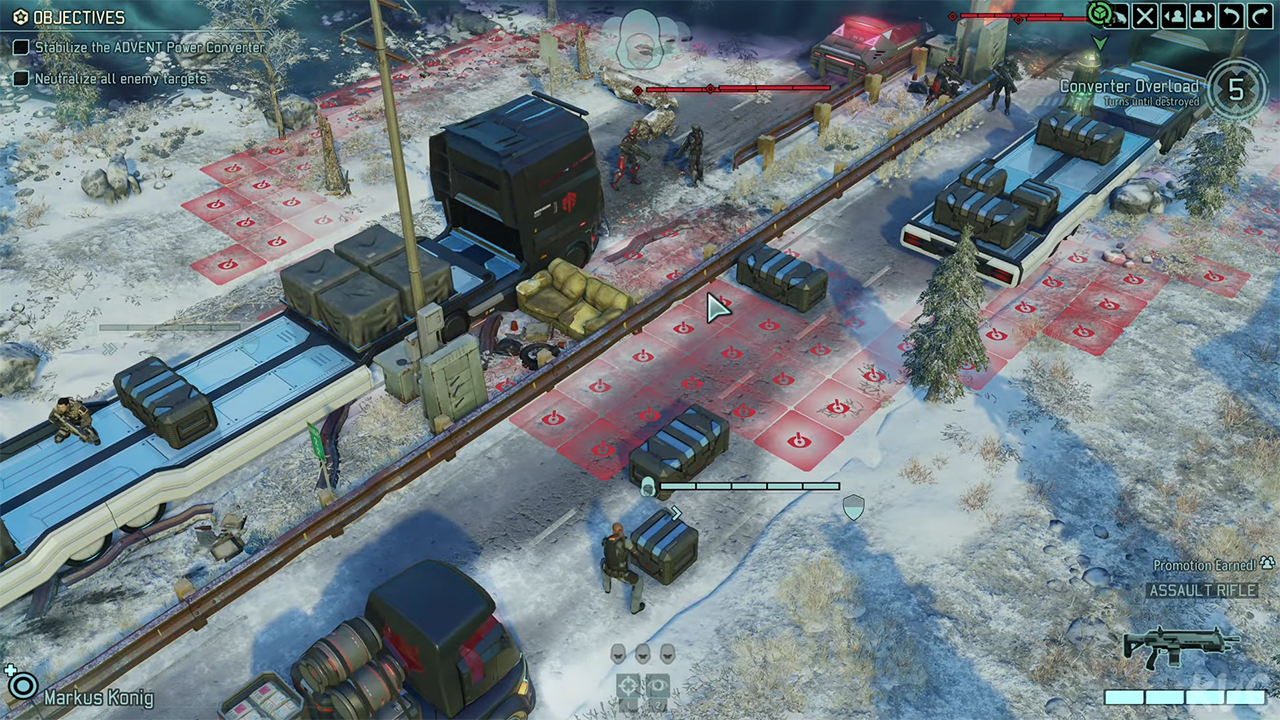 OBJECTIVES
Stabilize the ADVENT Power Converter
Neutralize all enemy targets
Converter Overload
Turns until destroyed
5
Promotion Earned!
ASSAULT RIFLE
Markus Konig